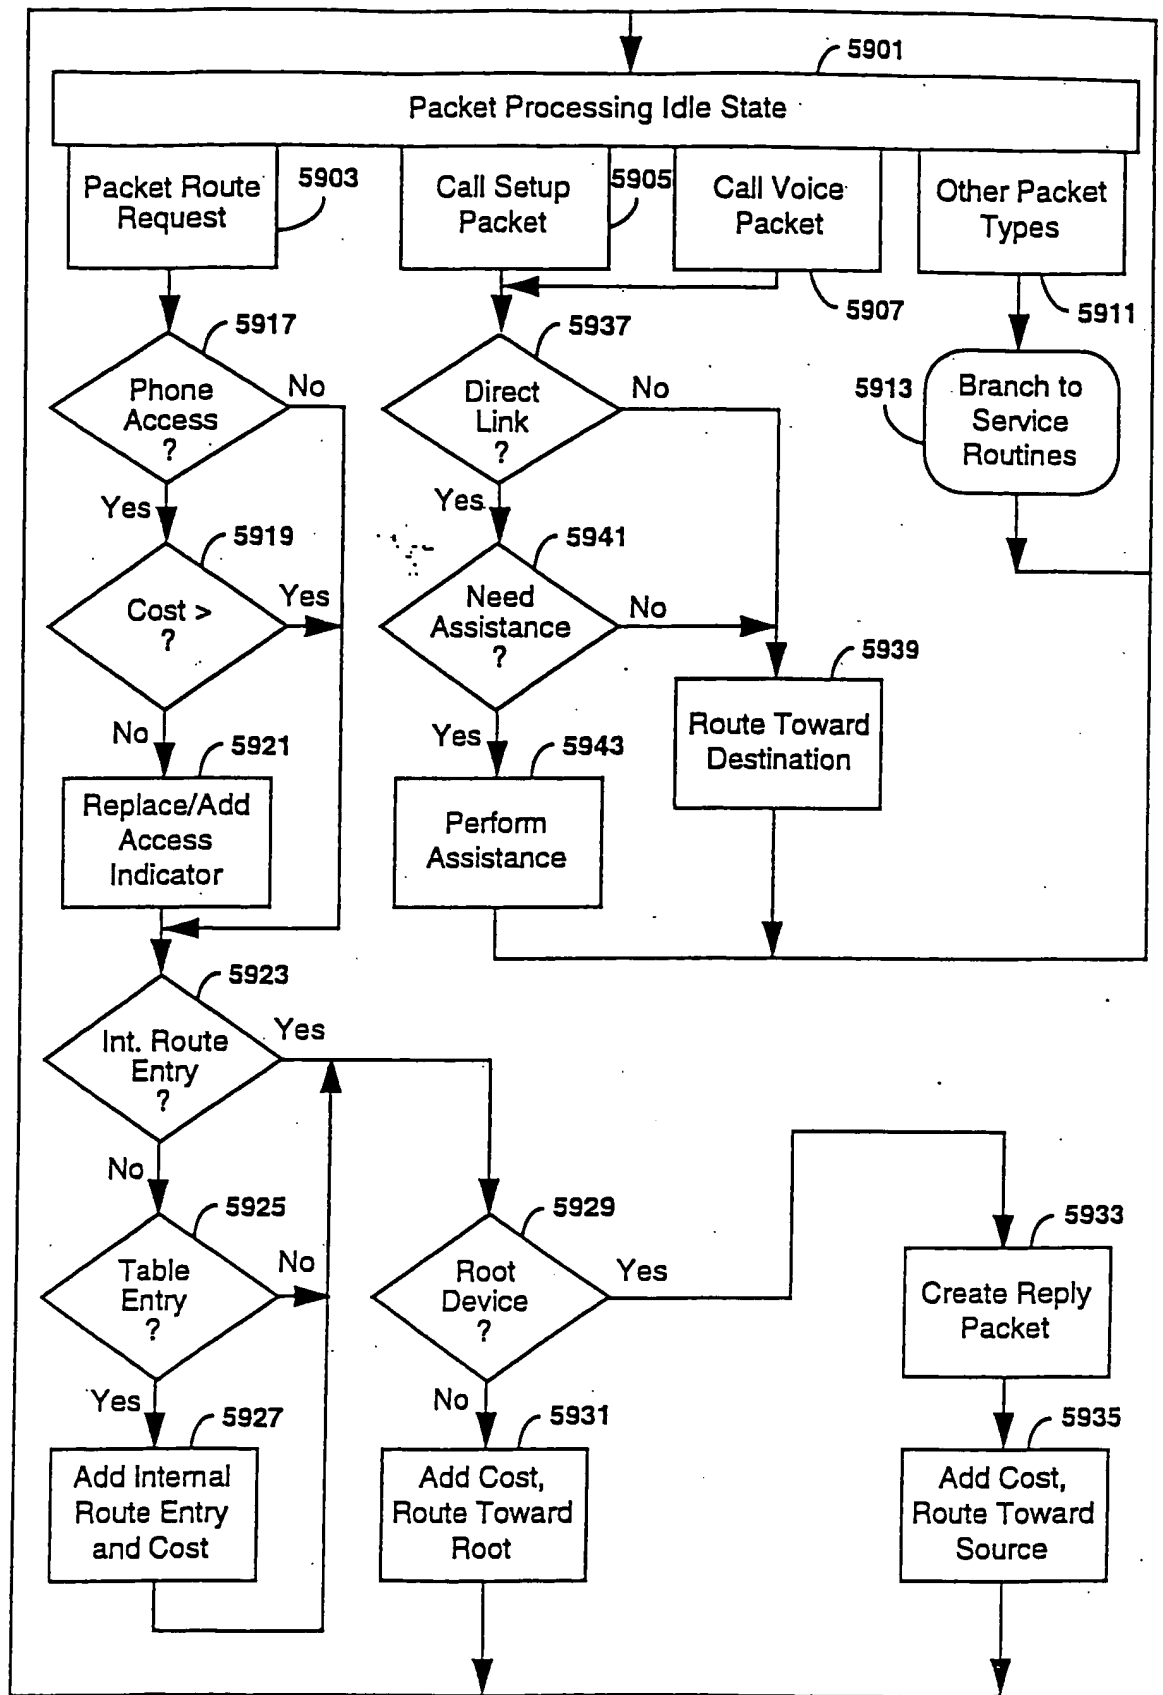 5901
Packet Processing Idle State
Packet Route
Request
5903
Call Setup
Packet
5905
Call Voice
Packet
5907
Other Packet
Types
5911
5917
Phone
Access
?
No
Yes
5919
Cost >
?
Yes
No
5921
Replace/Add
Access
Indicator
5937
Direct
Link
?
No
Yes
5941
Need
Assistance
?
No
Yes
5943
Perform
Assistance
5939
Route Toward
Destination
5913
Branch to
Service
Routines
5923
Int. Route
Entry
?
Yes
No
5925
Table
Entry
?
No
Yes
5927
Add Internal
Route Entry
and Cost
5929
Root
Device
?
Yes
No
5931
Add Cost,
Route Toward
Root
5933
Create Reply
Packet
5935
Add Cost,
Route Toward
Source